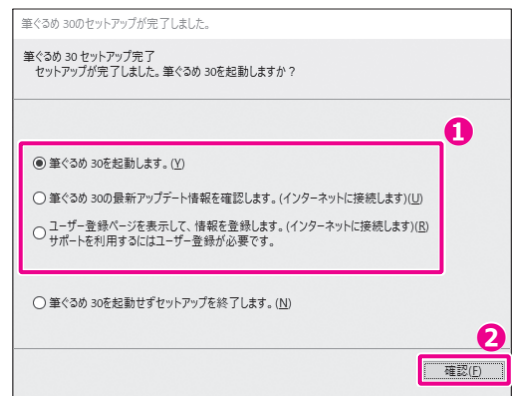 筆ぐるめ 30のセットアップが完了しました。
筆ぐるめ 30 セットアップ完了
セットアップが完了しました。筆ぐるめ 30を起動しますか？
1
筆ぐるめ 30を起動します。(Y)
筆ぐるめ 30の最新アップデート情報を確認します。(インターネットに接続します)(U)
ユーザー登録ページを表示して、情報を登録します。(インターネットに接続します)(R)
サポートを利用するにはユーザー登録が必要です。
筆ぐるめ 30を起動せずセットアップを終了します。(N)
2
確認(F)